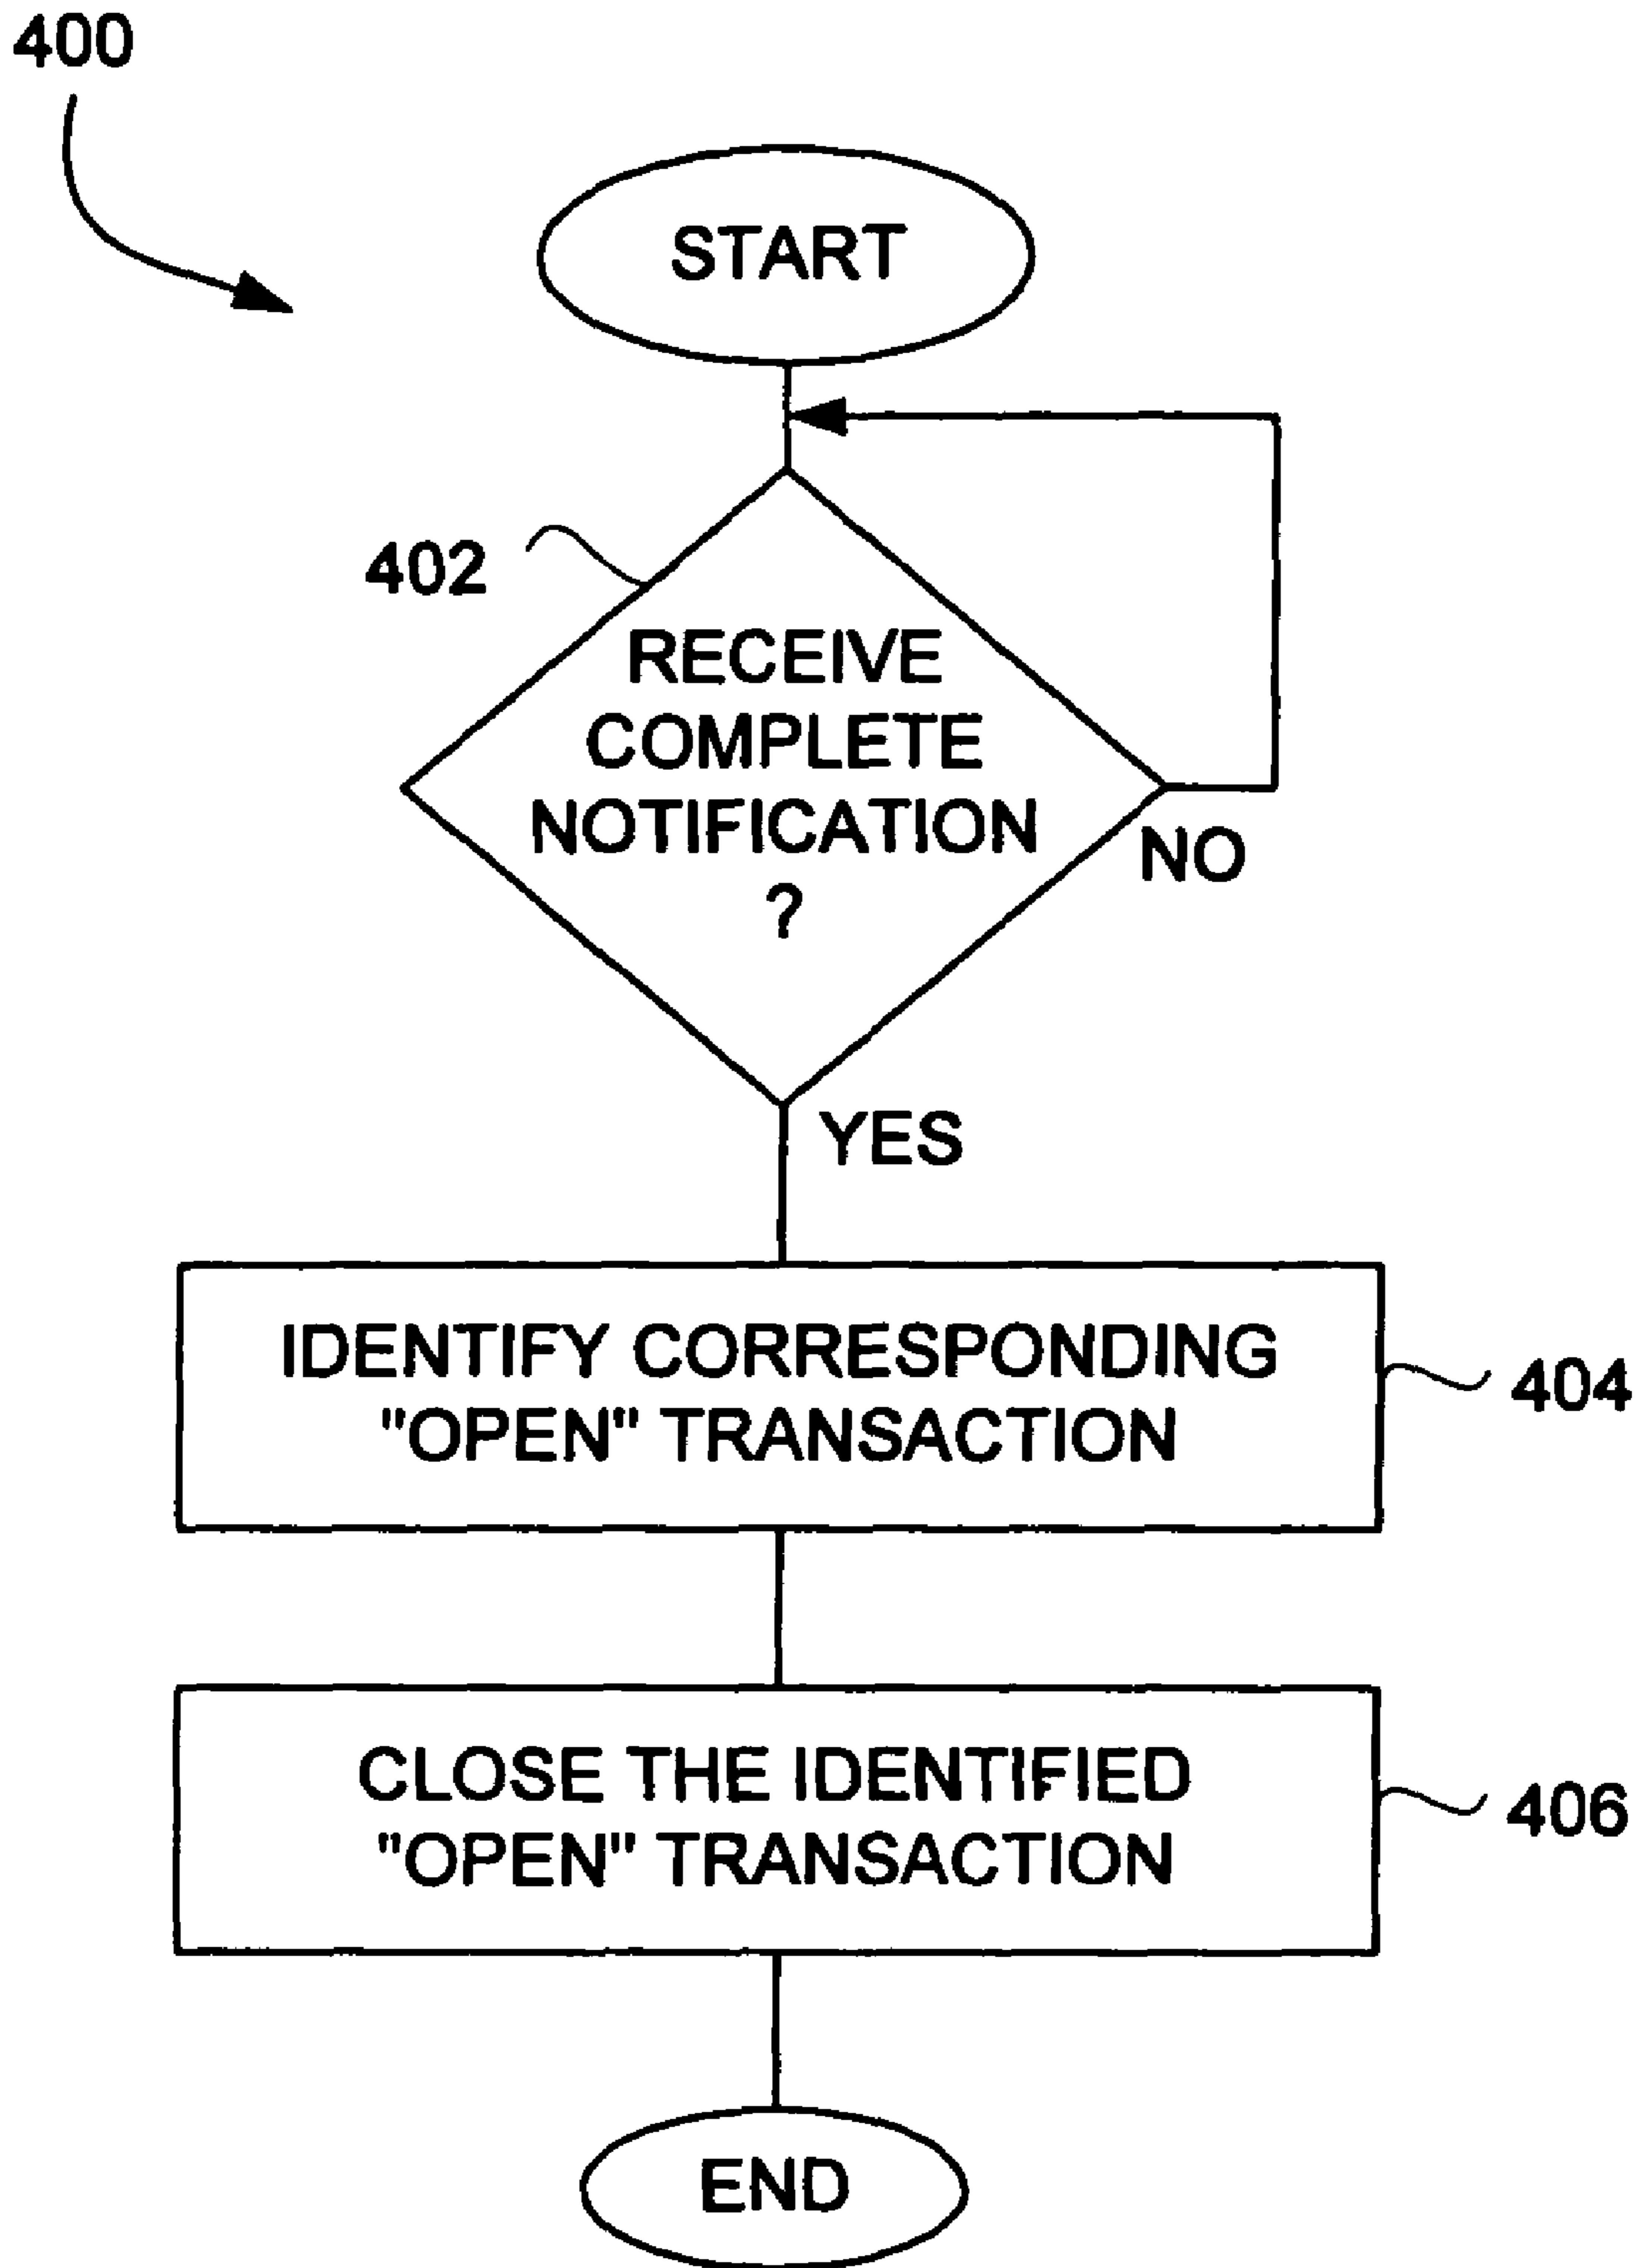 400
START
402
RECEIVE
COMPLETE
NOTIFICATION
?
NO
YES
IDENTIFY CORRESPONDING
"OPEN" TRANSACTION
404
CLOSE THE IDENTIFIED
"OPEN" TRANSACTION
406
END